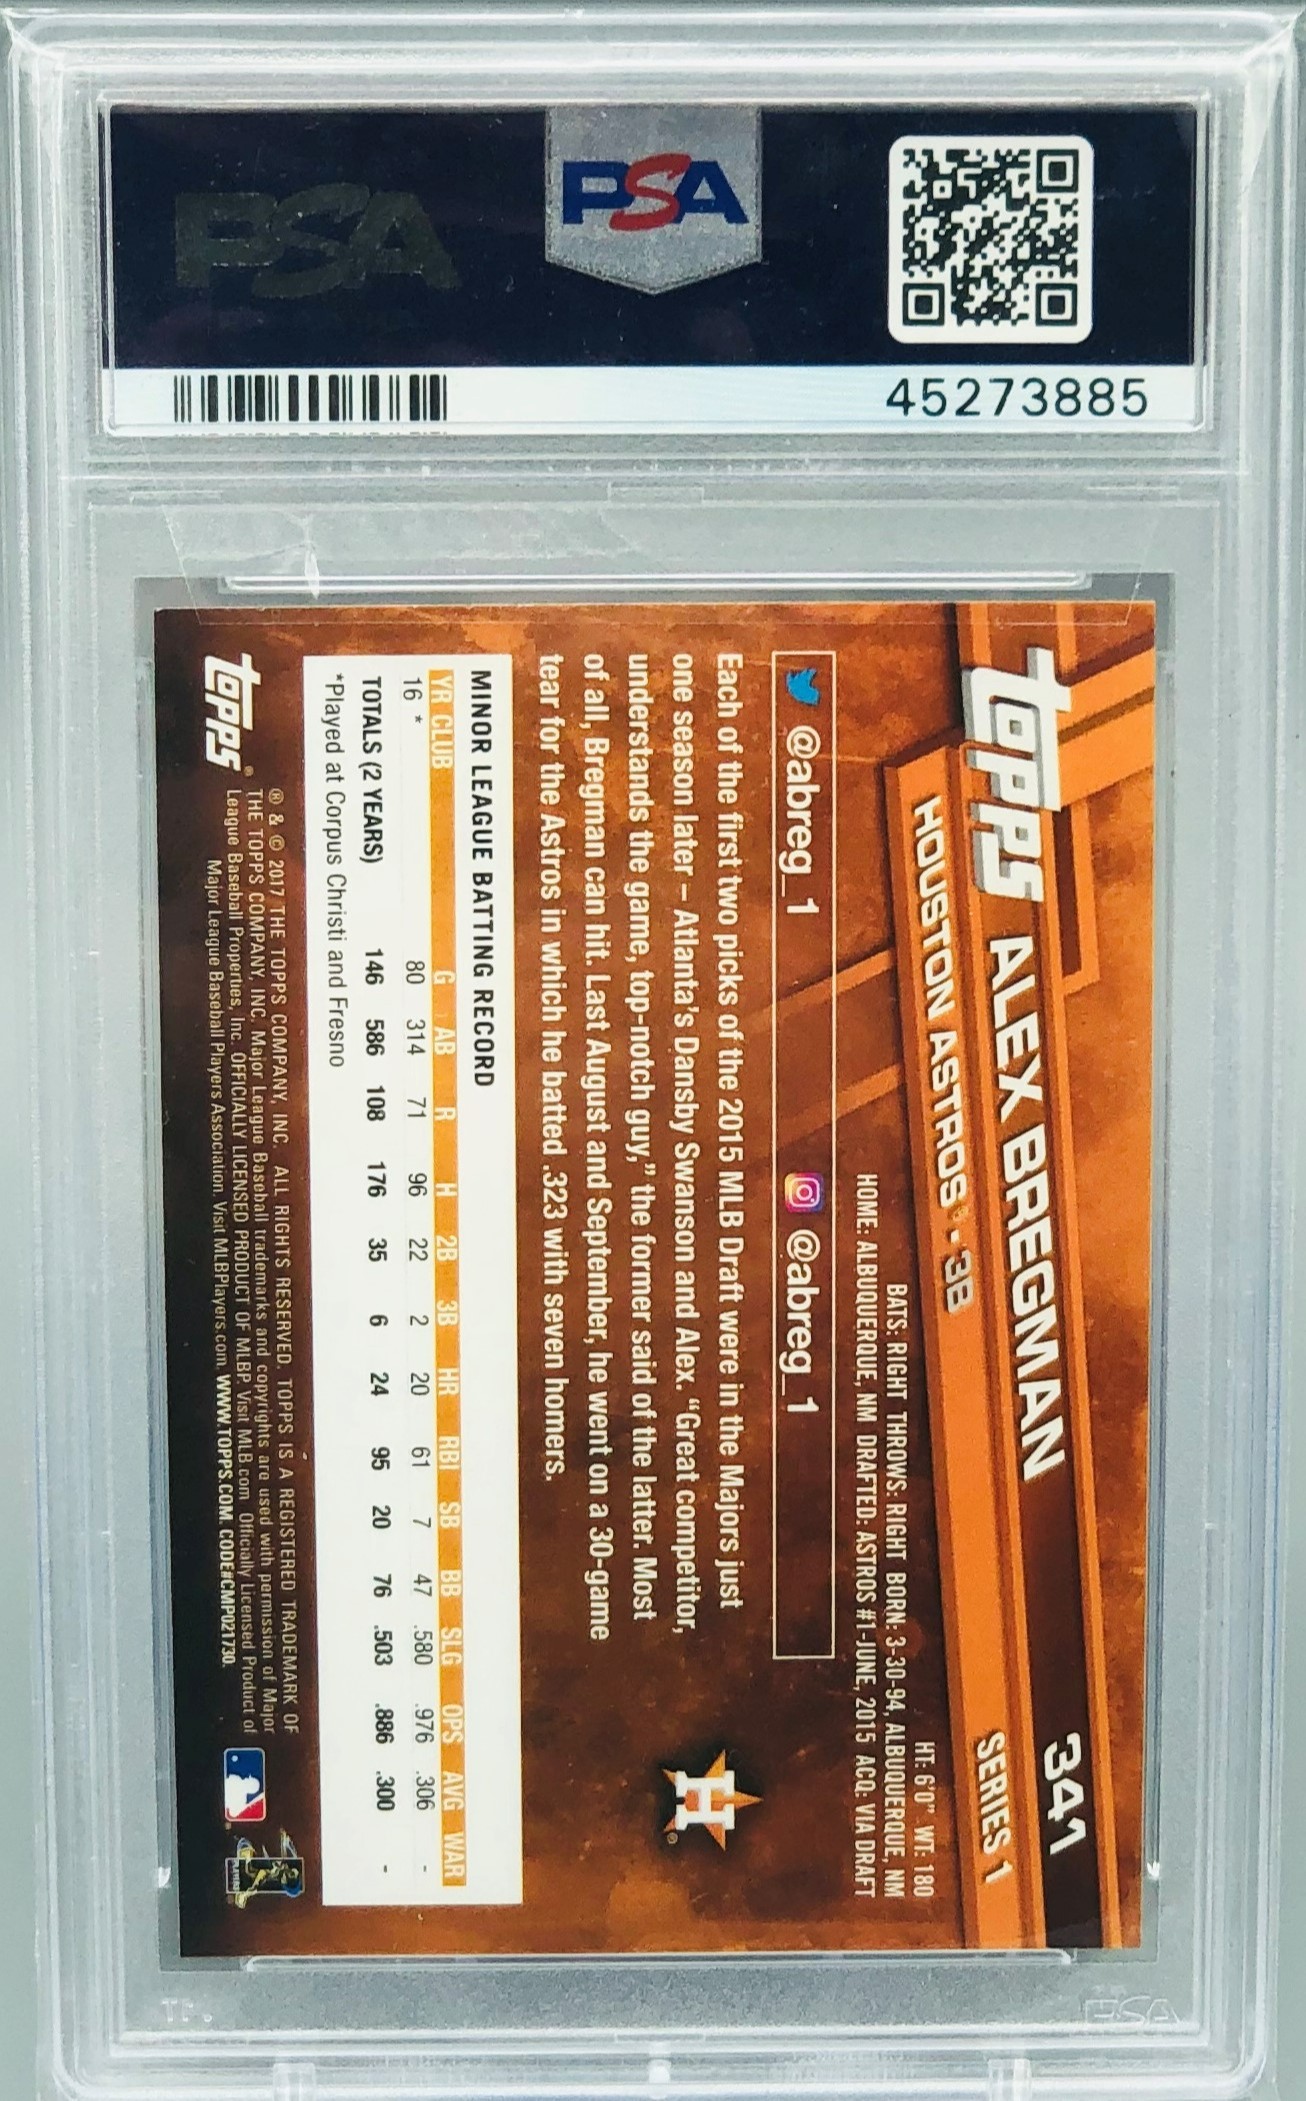 PSA
PSA
45273885
topps ALEX BREGMAN 341
HOUSTON ASTROS® • 3B SERIES 1
HT: 6'0" WT: 180
BATS: RIGHT THROWS: RIGHT BORN: 3-30-94, ALBUQUERQUE, NM
HOME: ALBUQUERQUE, NM DRAFTED: ASTROS #1-JUNE, 2015 ACQ: VIA DRAFT
@abreg_1 @abreg_1
Each of the first two picks of the 2015 MLB Draft were in the Majors just
one season later – Atlanta's Dansby Swanson and Alex. "Great competitor,
understands the game, top-notch guy," the former said of the latter. Most
of all, Bregman can hit. Last August and September, he went on a 30-game
tear for the Astros in which he batted .323 with seven homers.
H®
MINOR LEAGUE BATTING RECORD
YR CLUB G AB R H 2B 3B HR RBI SB BB SLG OPS AVG WAR
16 * 80 314 71 96 22 2 20 61 7 47 .580 .976 .306 -
TOTALS (2 YEARS) 146 586 108 176 35 6 24 95 20 76 .503 .886 .300 -
*Played at Corpus Christi and Fresno
topps®
® & © 2017 THE TOPPS COMPANY, INC. ALL RIGHTS RESERVED. TOPPS IS A REGISTERED TRADEMARK OF
THE TOPPS COMPANY, INC. Major League Baseball trademarks and copyrights are used with permission of Major
League Baseball Properties, Inc. OFFICIALLY LICENSED PRODUCT OF MLBP. Visit MLB.com Officially Licensed Product of
Major League Baseball Players Association. Visit MLBPlayers.com. WWW.TOPPS.COM. CODE#CMP021730.
PLAYERS
PSA